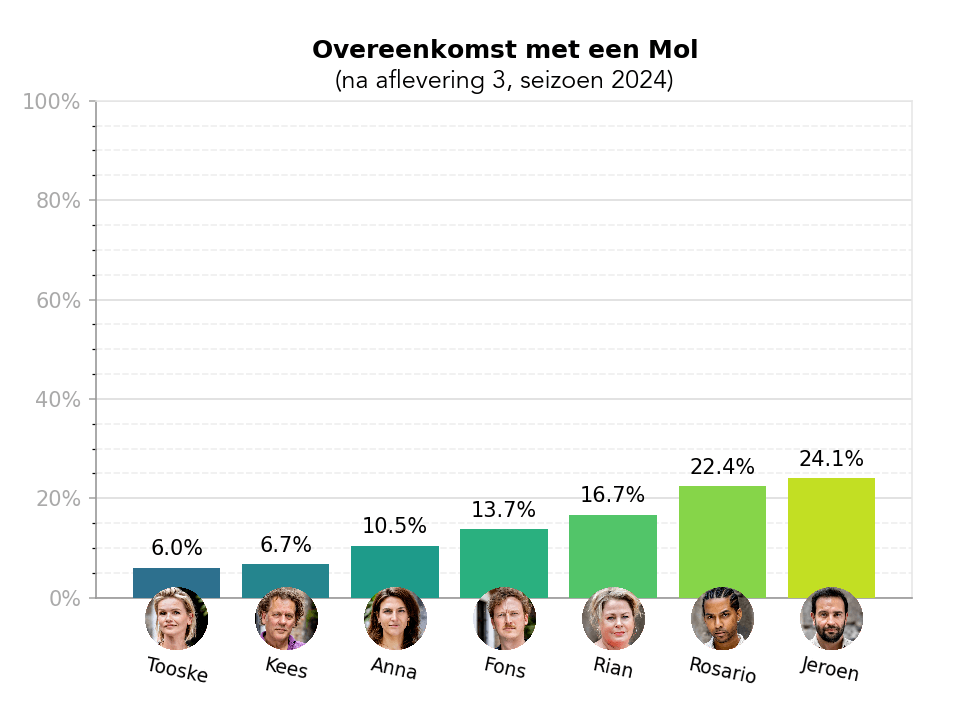 Overeenkomst met een Mol
(na aflevering 3, seizoen 2024)
100%
80%
60%
40%
20%
0%
6.0%
6.7%
10.5%
13.7%
16.7%
22.4%
24.1%
Tooske
Kees
Anna
Fons
Rian
Rosario
Jeroen